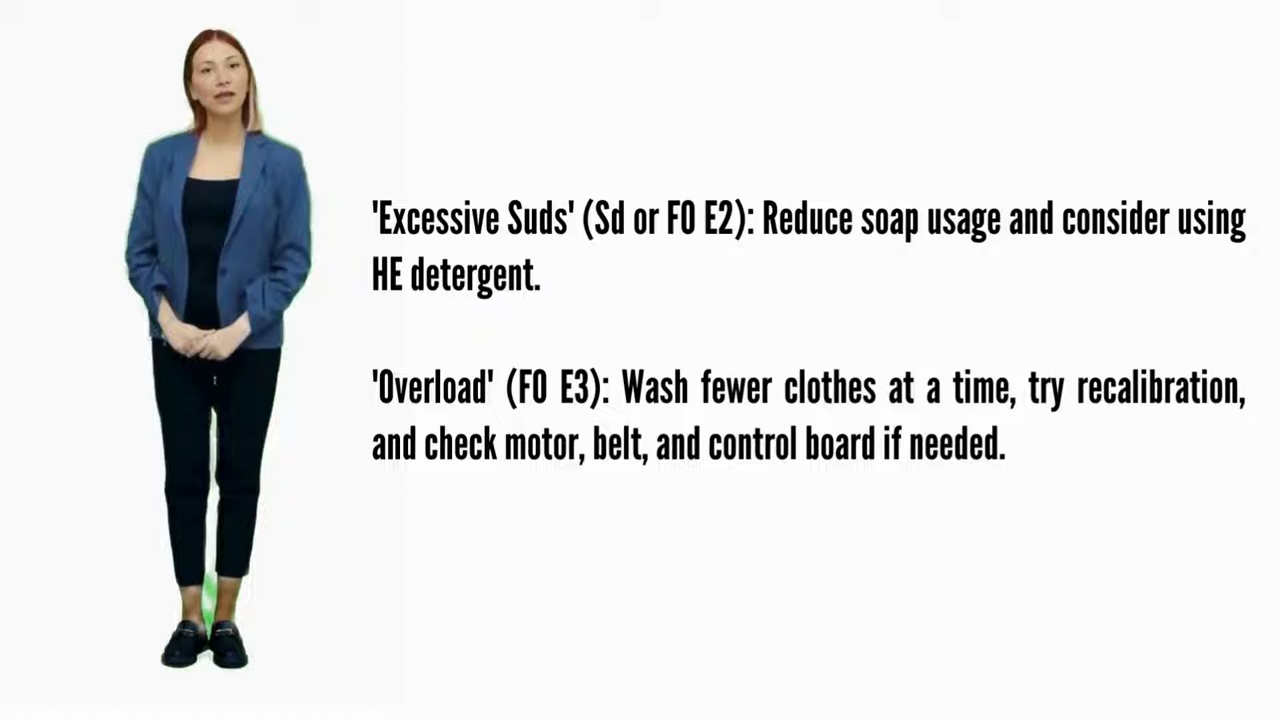 'Excessive Suds' (Sd or F0 E2): Reduce soap usage and consider using
HE detergent.
'Overload' (F0 E3): Wash fewer clothes at a time, try recalibration,
and check motor, belt, and control board if needed.